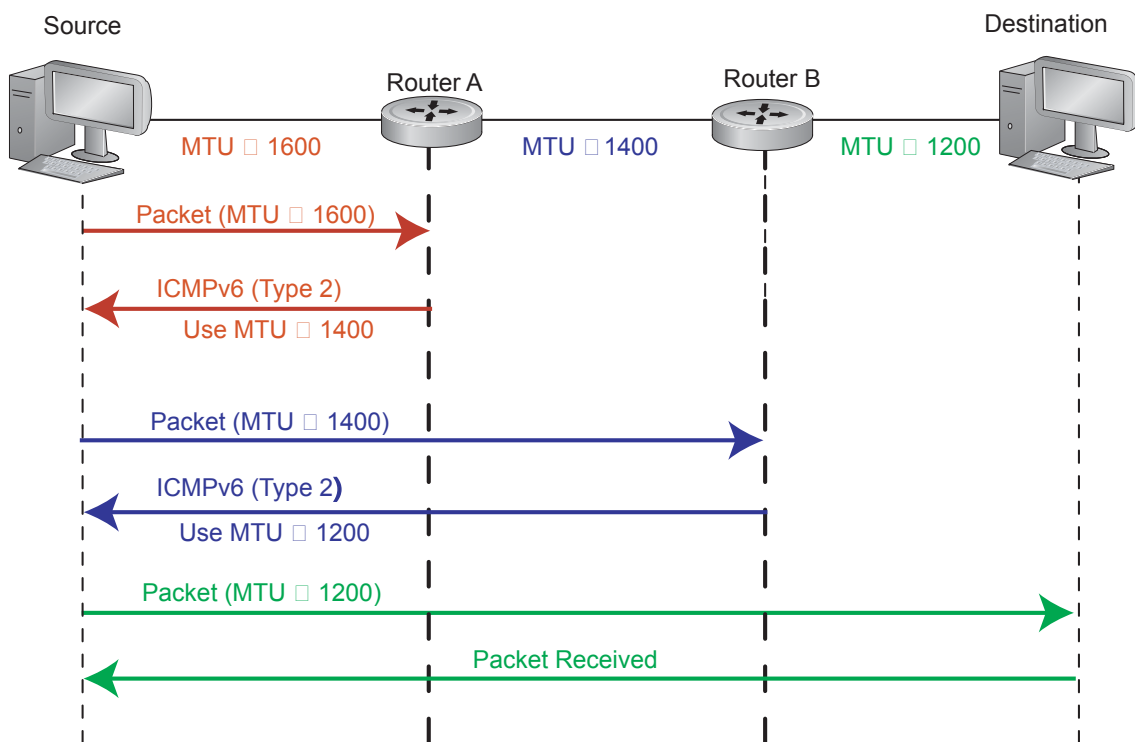 Source
Destination
Router A
Router B
MTU □ 1600
MTU □ 1400
MTU □ 1200
Packet (MTU □ 1600)
ICMPv6 (Type 2)
Use MTU □ 1400
Packet (MTU □ 1400)
ICMPv6 (Type 2)
Use MTU □ 1200
Packet (MTU □ 1200)
Packet Received